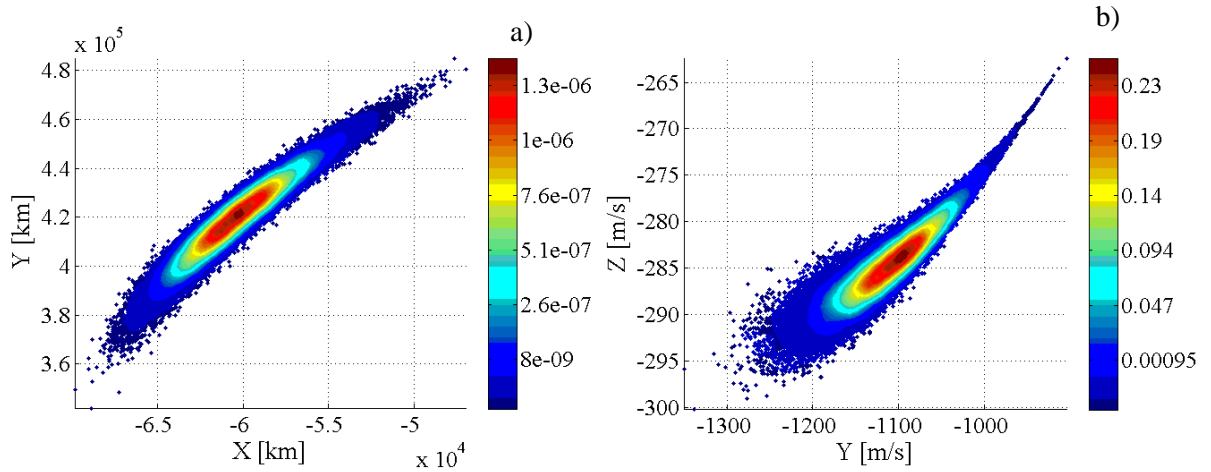 a)
x 10^5
4.8
4.6
4.4
4.2
4
3.8
3.6
Y [km]
-6.5
-6
-5.5
-5
X [km]
x 10^4
1.3e-06
1e-06
7.6e-07
5.1e-07
2.6e-07
8e-09
b)
-265
-270
-275
-280
-285
-290
-295
-300
Z [m/s]
-1300
-1200
-1100
-1000
Y [m/s]
0.23
0.19
0.14
0.094
0.047
0.00095